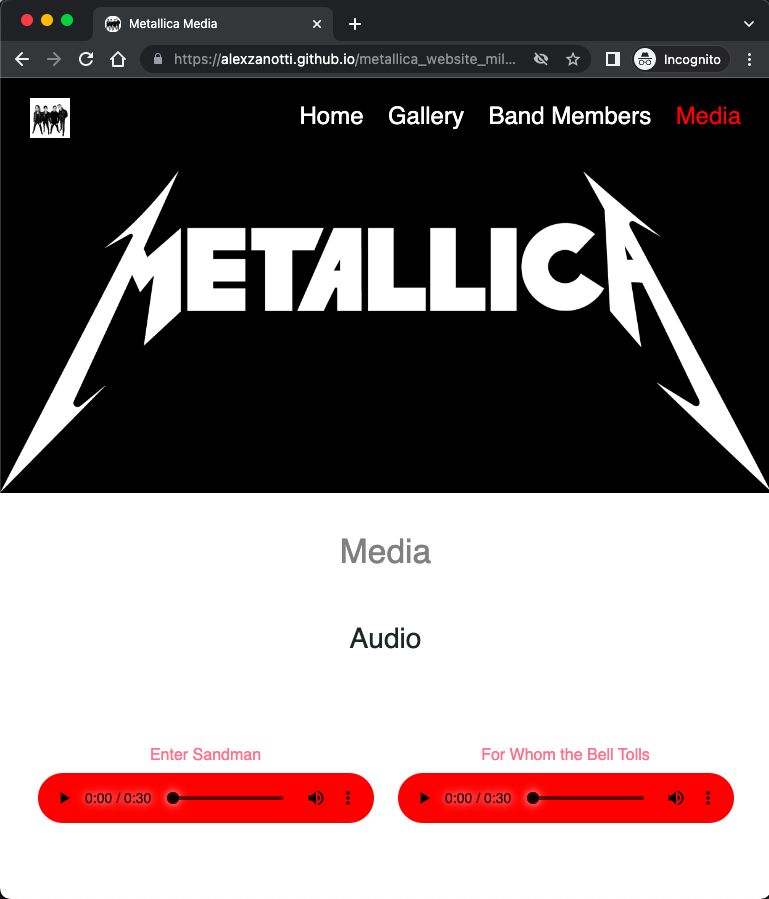 Metallica Media
https://alexzanotti.github.io/metallica_website_mil...
Incognito
Home Gallery Band Members Media
METALLICA
Media
Audio
Enter Sandman
For Whom the Bell Tolls
0:00 / 0:30
0:00 / 0:30